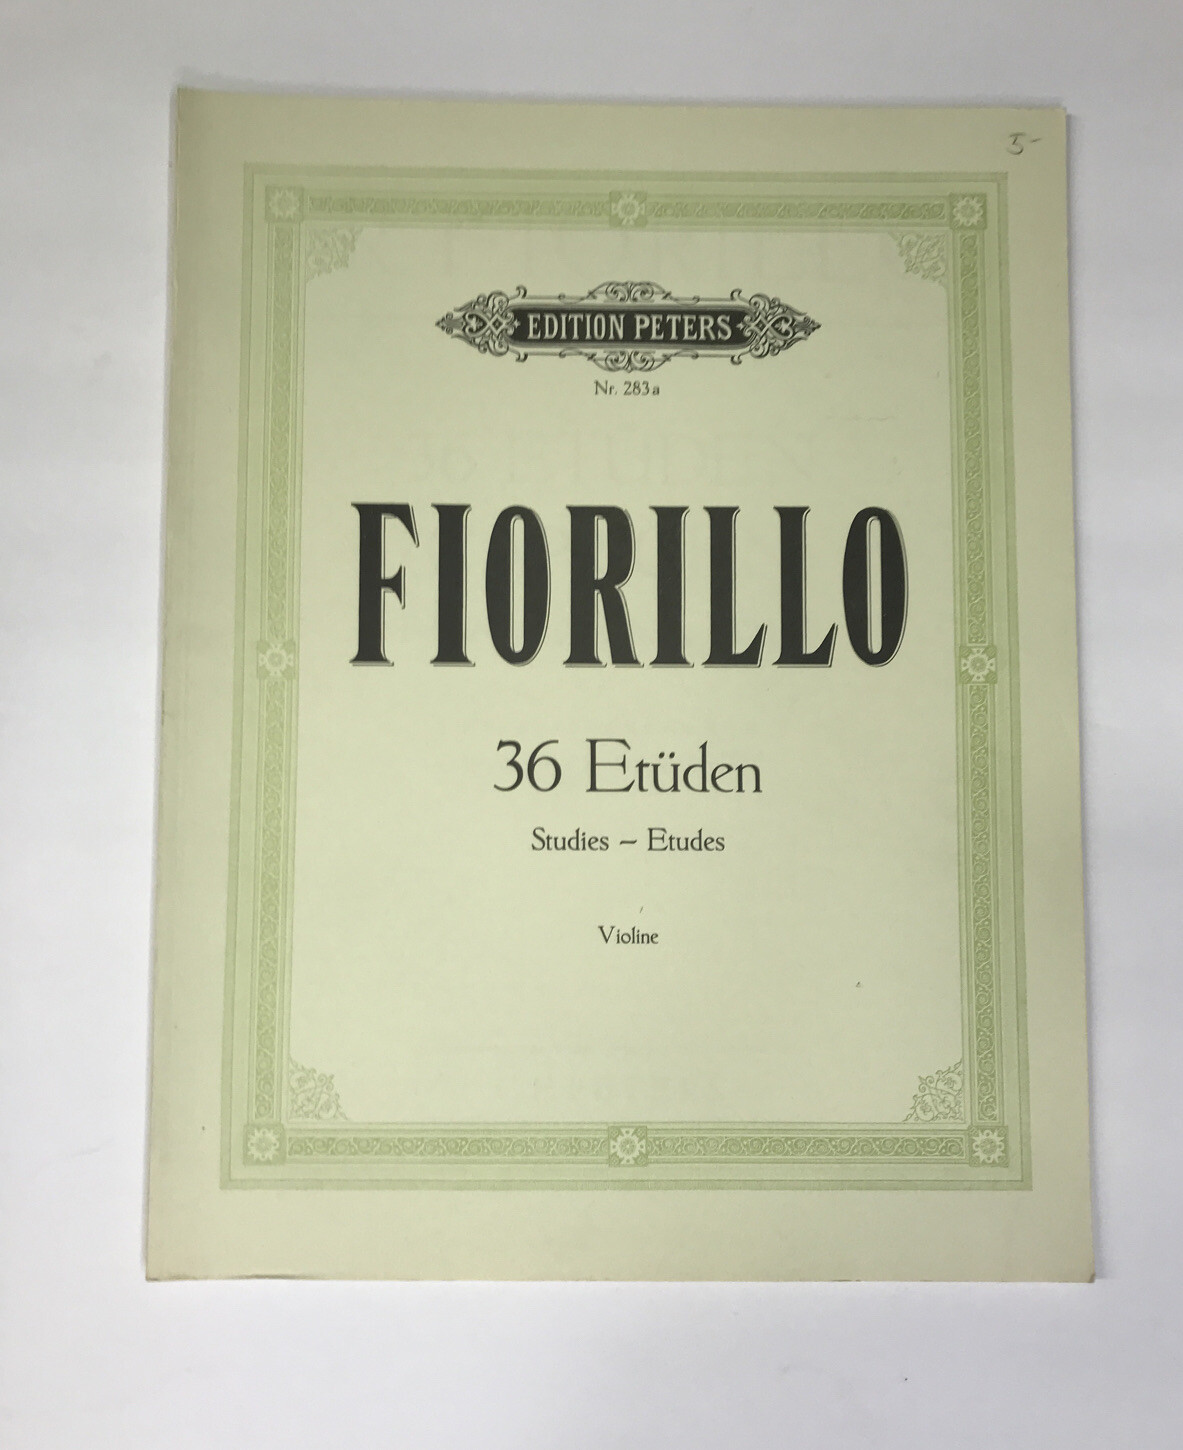 5-
EDITION PETERS
Nr. 283a
FIORILLO
36 Etüden
Studies – Etudes
Violine